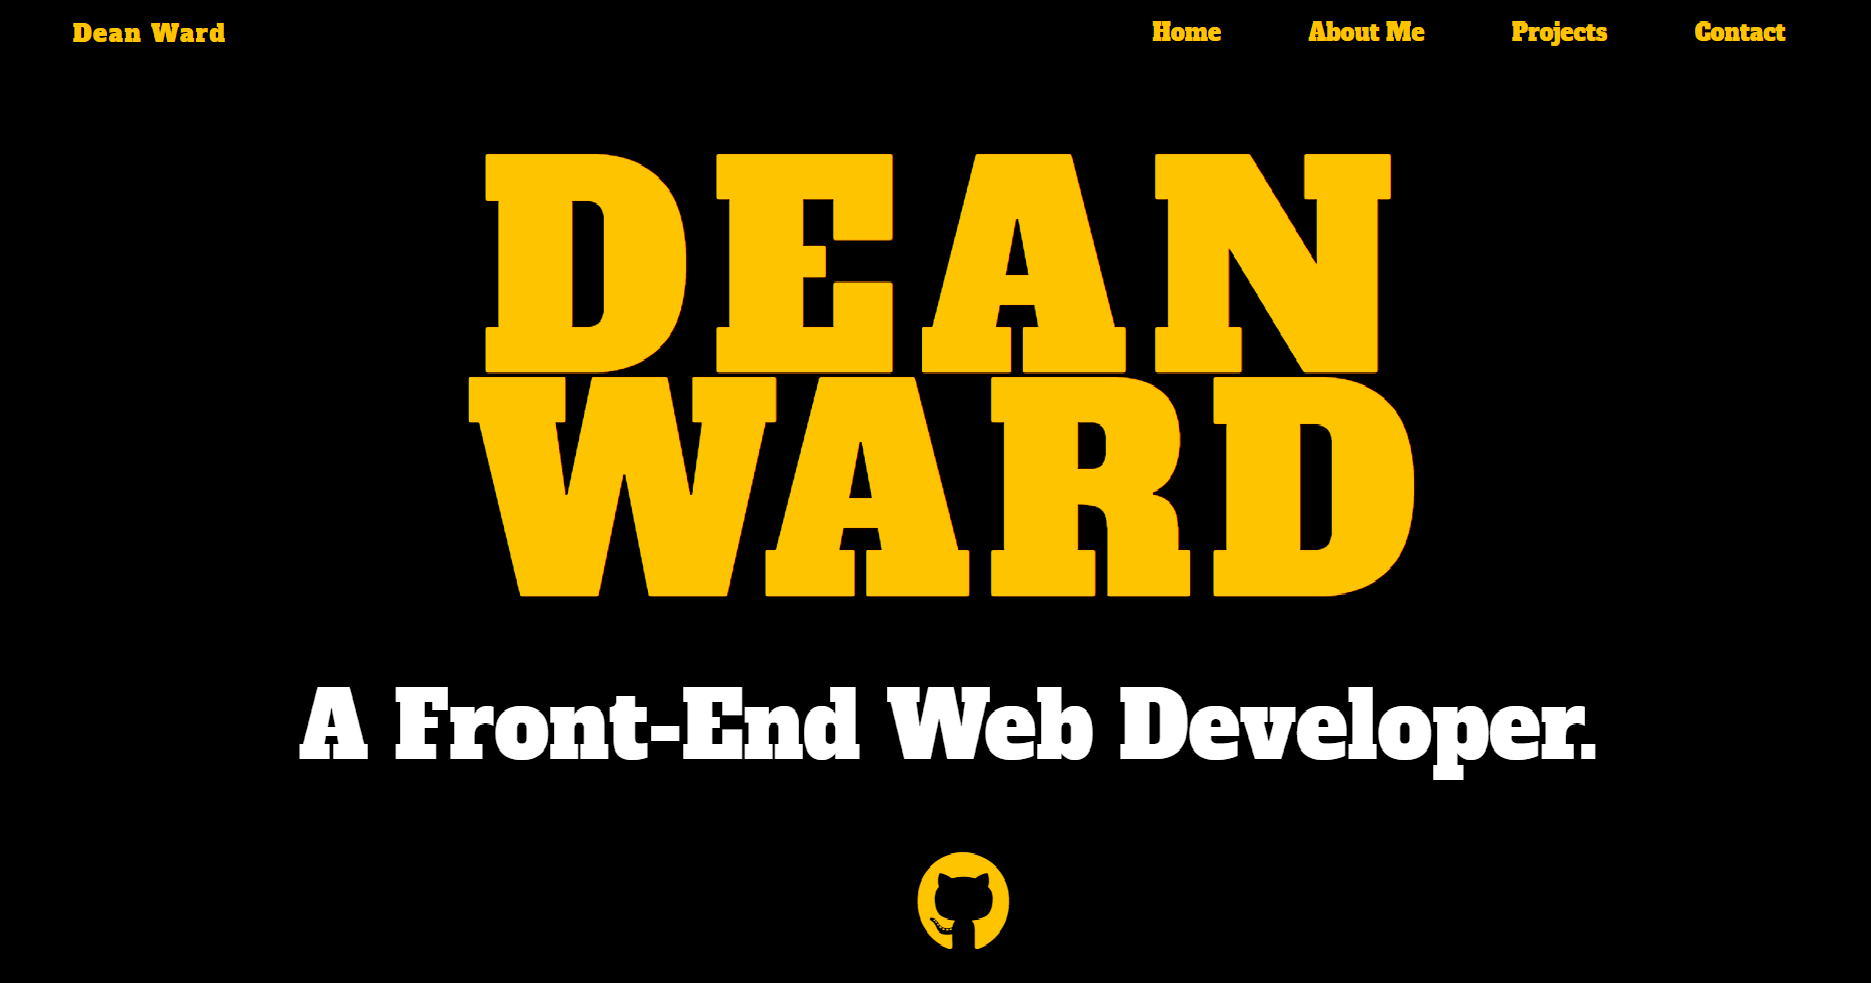 Dean Ward
Home About Me Projects Contact
DEAN
WARD
A Front-End Web Developer.